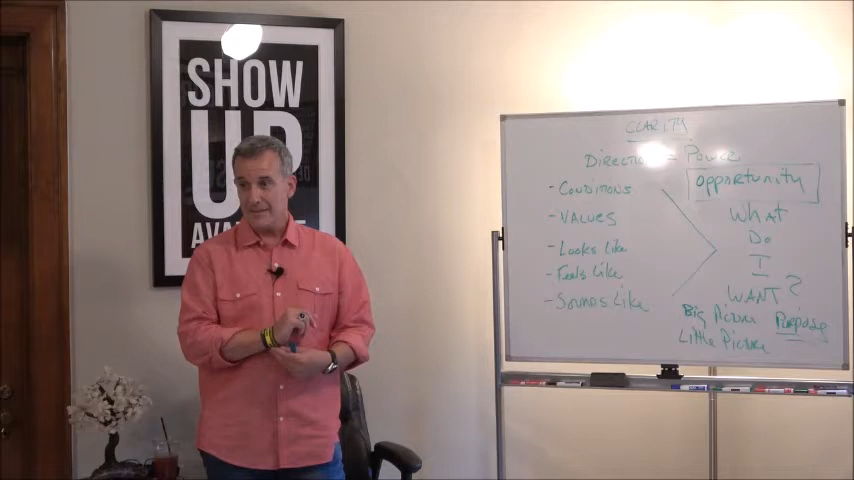 SHOW
UP
CLARITY
DIRECTION = POWER
OPPORTUNITY
- CONDITIONS
- VALUES
- Looks Like
- Feels Like
- Sounds Like
What
Do
I
WANT?
Big Picture Purpose
Little Picture